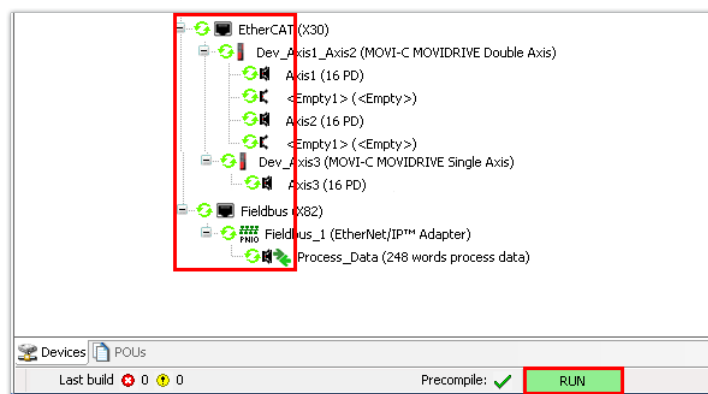 EtherCAT (X30)
Dev_Axis1_Axis2 (MOVI-C MOVIDRIVE Double Axis)
Axis1 (16 PD)
<Empty1> (<Empty>)
Axis2 (16 PD)
<Empty1> (<Empty>)
Dev_Axis3 (MOVI-C MOVIDRIVE Single Axis)
Axis3 (16 PD)
Fieldbus (X82)
PNIO Fieldbus_1 (EtherNet/IP™ Adapter)
Process_Data (248 words process data)
Devices POUs
Last build 0 0 Precompile: RUN